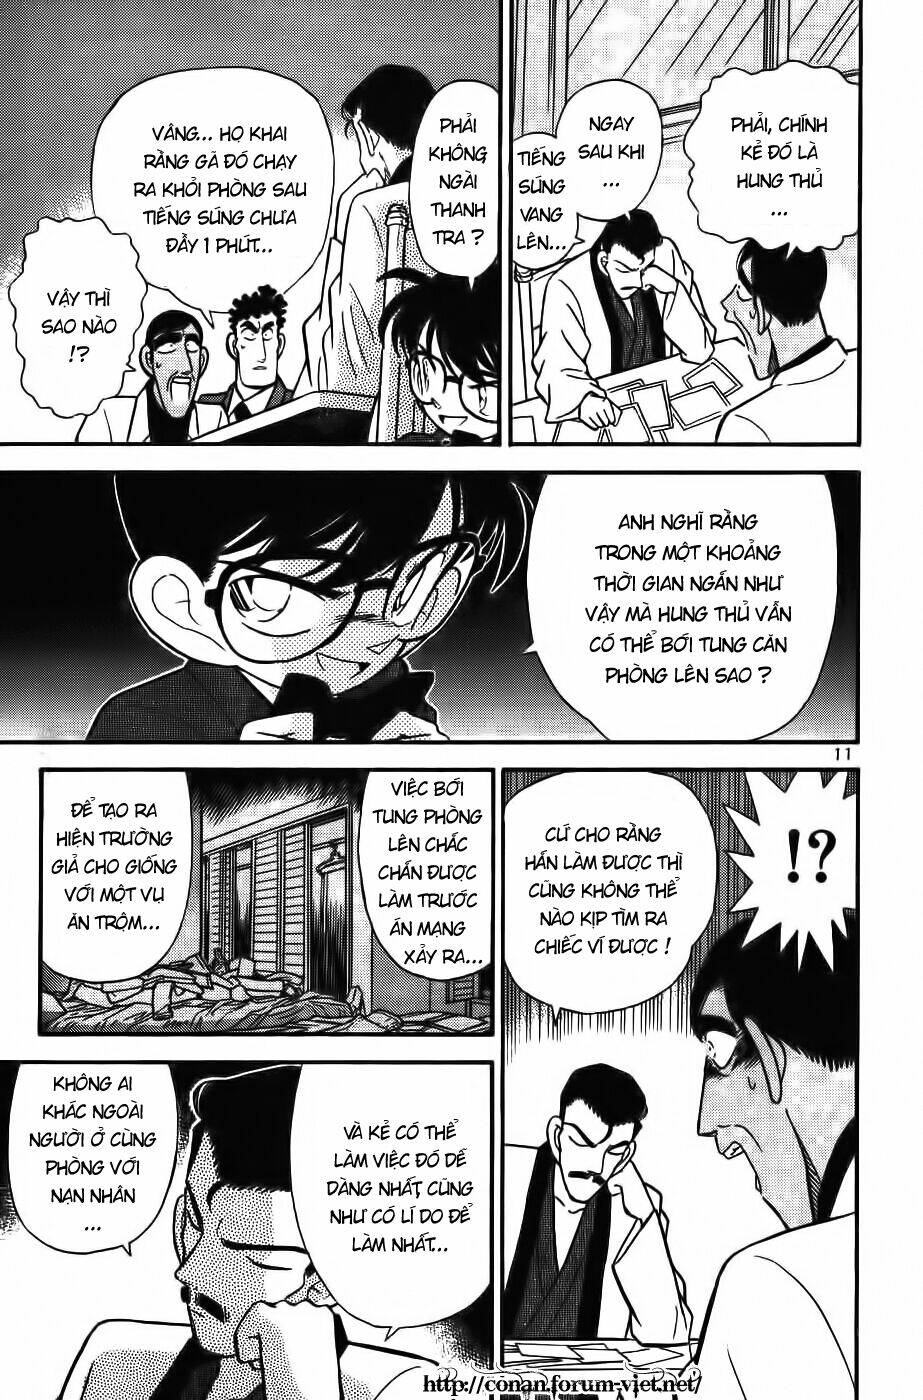 PHẢI, CHÍNH
KẺ ĐÓ LÀ
HUNG THỦ
...
NGAY
SAU KHI
...
TIẾNG
SÚNG
VANG
LÊN...
PHẢI
KHÔNG,
NGÀI
THANH
TRA ?
VÂNG... HỌ KHAI
RẰNG GÃ ĐÓ CHẠY
RA KHỎI PHÒNG SAU
TIẾNG SÚNG CHƯA
ĐẦY 1 PHÚT...
VẬY THÌ
SAO NÀO
!?
ANH NGHĨ RẰNG
TRONG MỘT KHOẢNG
THỜI GIAN NGẮN NHƯ
VẬY MÀ HUNG THỦ VẪN
CÓ THỂ BỚI TUNG CĂN
PHÒNG LÊN SAO ?
11
CỨ CHO RẰNG
HẮN LÀM ĐƯỢC THÌ
CŨNG KHÔNG THỂ
NÀO KỊP TÌM RA
CHIẾC VÍ ĐƯỢC !
!?
VIỆC BỚI
TUNG PHÒNG
LÊN CHẮC
CHẮN ĐƯỢC
LÀM TRƯỚC
ÁN MẠNG
XẢY RA...
ĐỂ TẠO RA
HIỆN TRƯỜNG
GIẢ CHO GIỐNG
VỚI MỘT VỤ
ĂN TRỘM...
VÀ KẺ CÓ THỂ
LÀM VIỆC ĐÓ DỄ
DÀNG NHẤT, CŨNG
NHƯ CÓ LÍ DO ĐỂ
LÀM NHẤT...
KHÔNG AI
KHÁC NGOÀI
NGƯỜI Ở CÙNG
PHÒNG VỚI
NẠN NHÂN
...
http://conan.forum-viet.net/